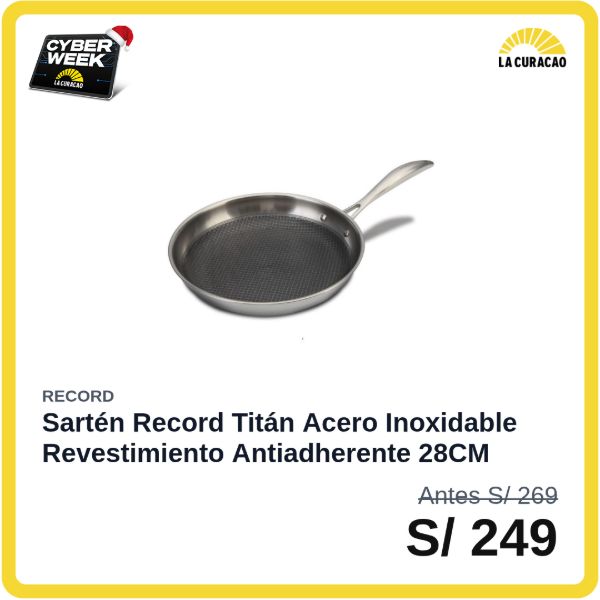 CYBER
WEEK
LA CURACAO
LA CURACAO
RECORD
Sartén Record Titán Acero Inoxidable
Revestimiento Antiadherente 28CM
Antes S/ 269
S/ 249